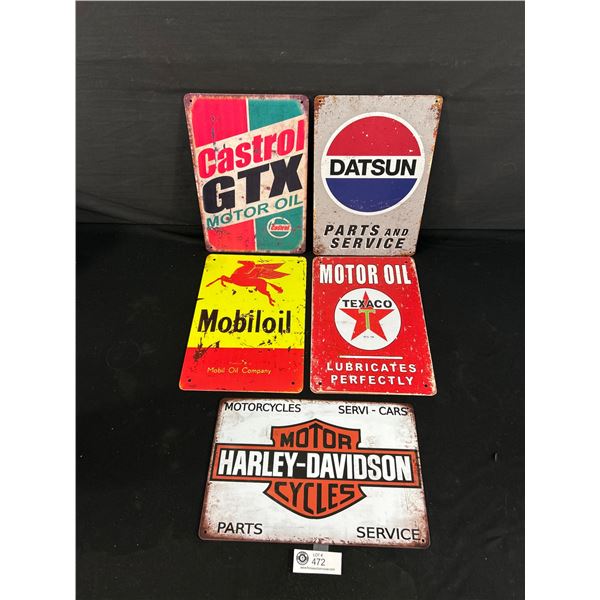 Castrol
GTX
MOTOR OIL
Castrol
DATSUN
PARTS AND
SERVICE
Mobiloil
Mobil Oil Company
MOTOR OIL
TEXACO
T
LUBRICATES
PERFECTLY
MOTORCYCLES SERVI - CARS
MOTOR
HARLEY-DAVIDSON
CYCLES
PARTS SERVICE
LOT #
472